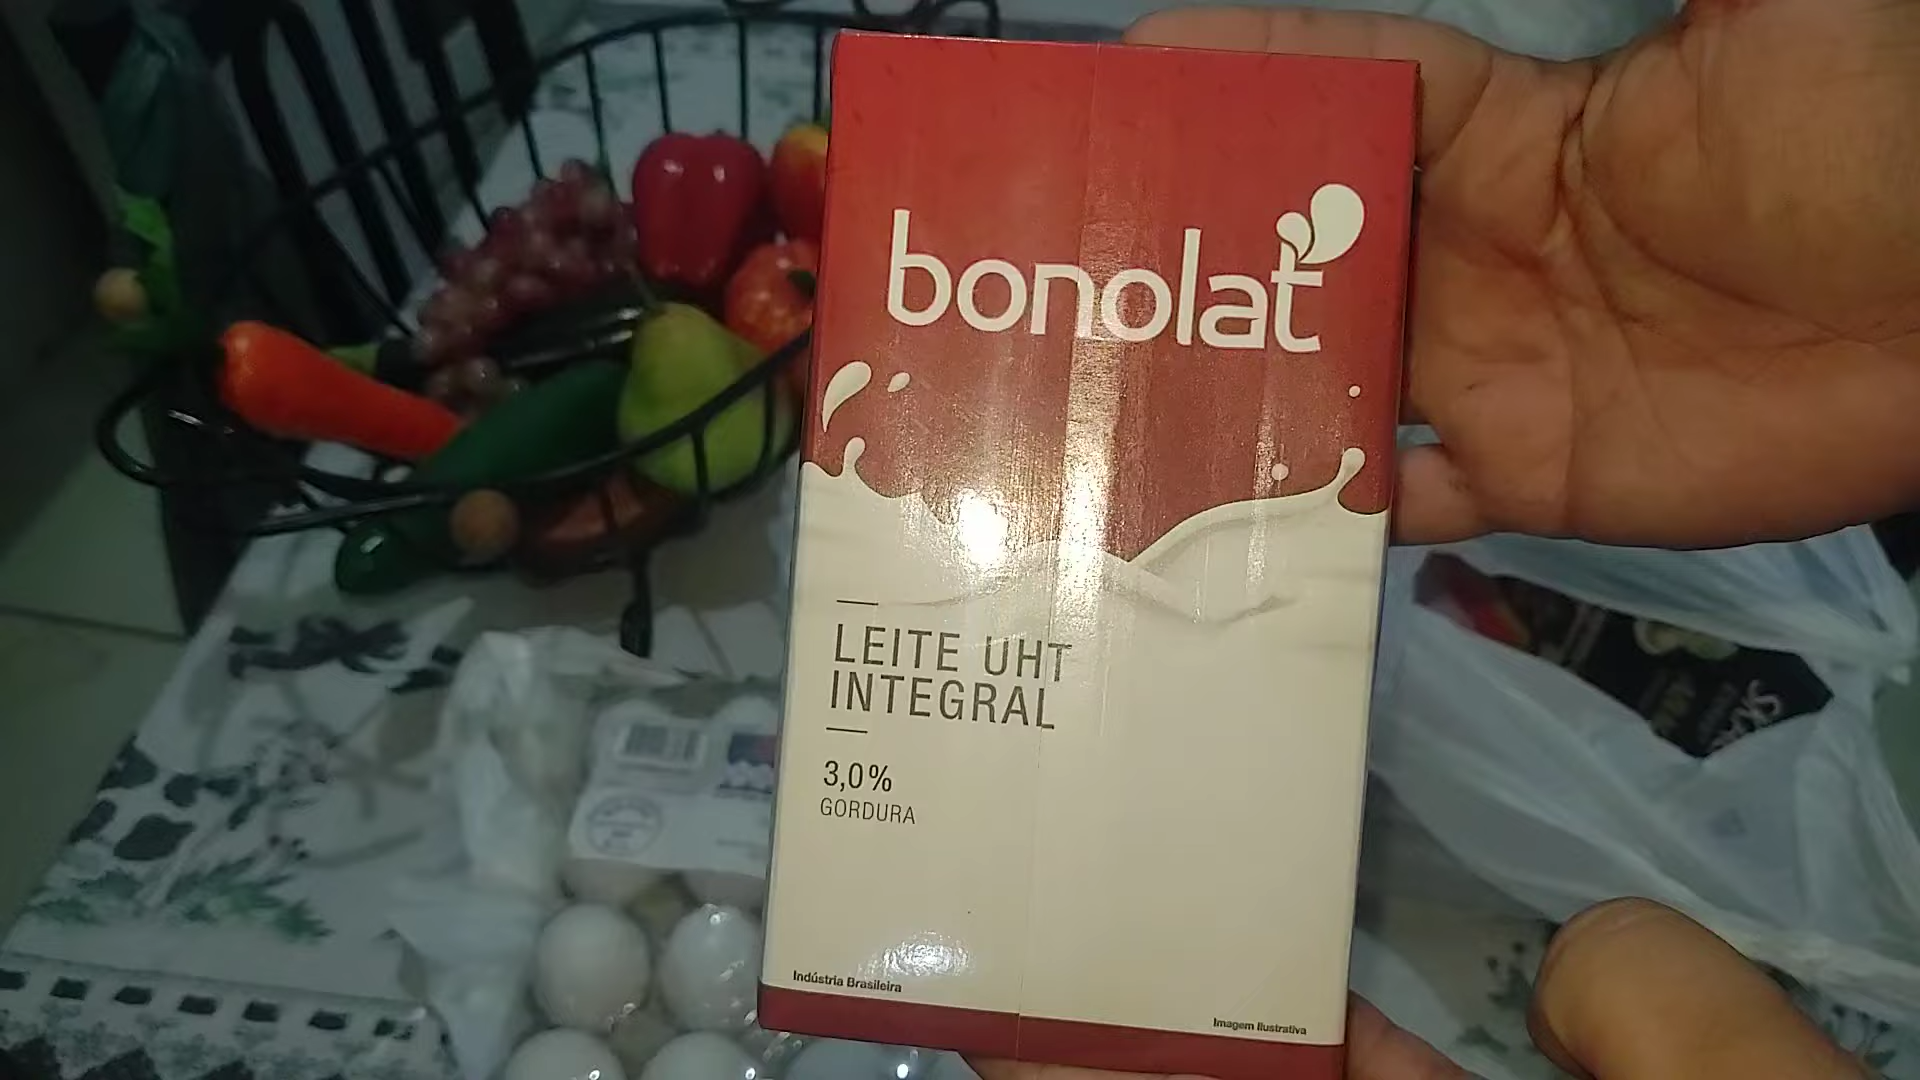 bonolat
LEITE UHT
INTEGRAL
3,0%
GORDURA
Indústria Brasileira
Imagem Ilustrativa